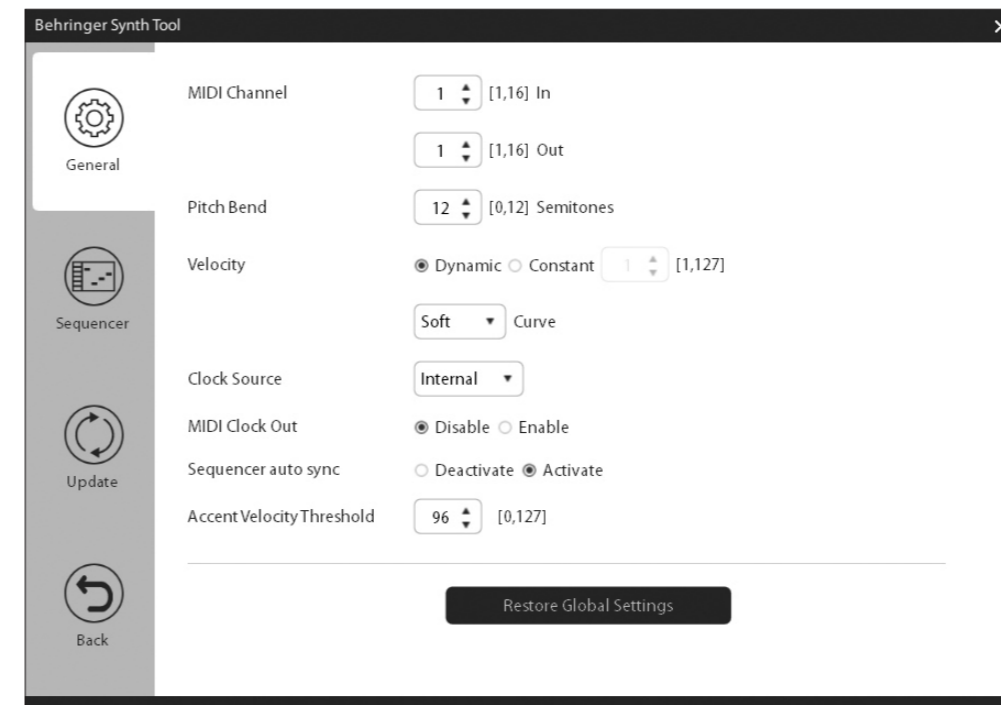 Behringer Synth Tool
General
MIDI Channel 1 [1,16] In
1 [1,16] Out
Pitch Bend 12 [0,12] Semitones
Sequencer
Velocity Dynamic Constant 1 [1,127]
Soft Curve
Clock Source Internal
MIDI Clock Out Disable Enable
Update
Sequencer auto sync Deactivate Activate
Accent Velocity Threshold 96 [0,127]
Back
Restore Global Settings